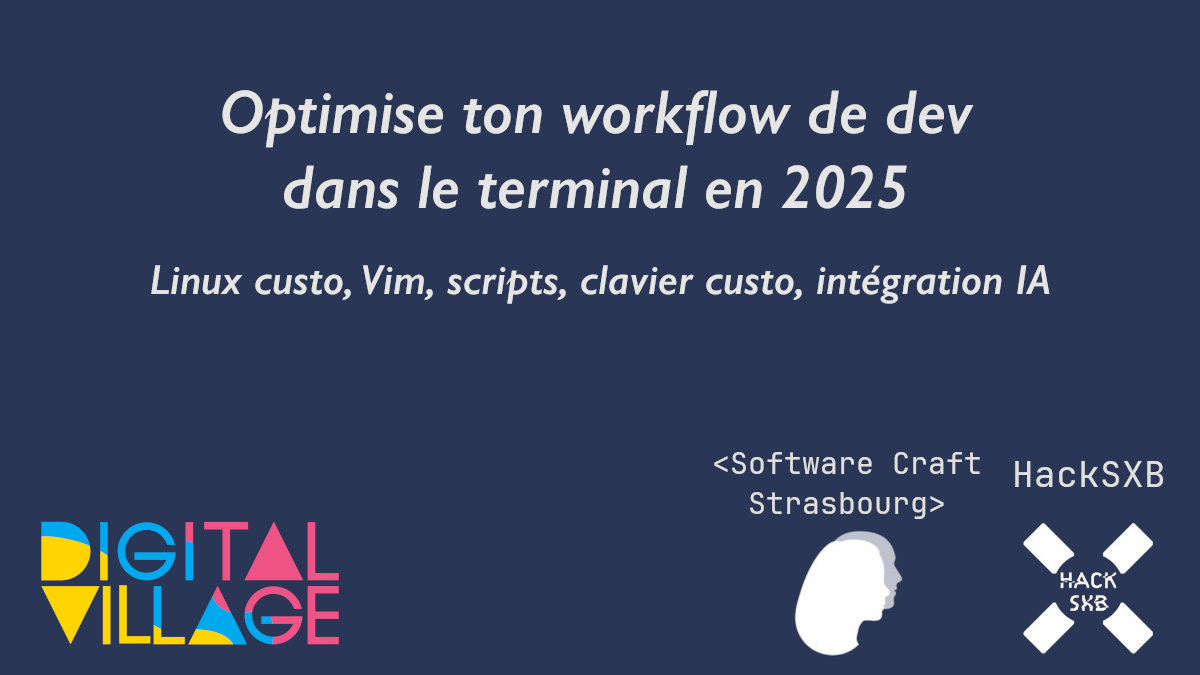 Optimise ton workflow de dev
dans le terminal en 2025
Linux custo, Vim, scripts, clavier custo, intégration IA
<Software Craft
Strasbourg>
HackSXB
DIGITAL
VILLAGE
HACK
SXB